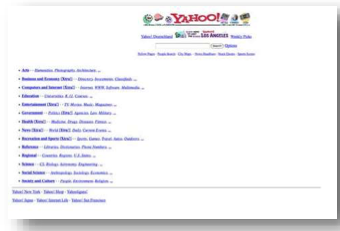 YAHOO!
Yahoo! Deutschland LOS ANGELES Weekly Picks
Search Options
Yellow Pages - People Search - City Maps - News Headlines - Stock Quotes - Sports Scores
Arts - - Humanities, Photography, Architecture, ...
Business and Economy [Xtra!] - - Directory, Investments, Classifieds, ...
Computers and Internet [Xtra!] - - Internet, WWW, Software, Multimedia, ...
Education - - Universities, K-12, Courses, ...
Entertainment [Xtra!] - - TV, Movies, Music, Magazines, ...
Government - - Politics [Xtra!], Agencies, Law, Military, ...
Health [Xtra!] - - Medicine, Drugs, Diseases, Fitness, ...
News [Xtra!] - - World [Xtra!], Daily, Current Events, ...
Recreation and Sports [Xtra!] - - Sports, Games, Travel, Autos, Outdoors, ...
Reference - - Libraries, Dictionaries, Phone Numbers, ...
Regional - - Countries, Regions, U.S. States, ...
Science - - CS, Biology, Astronomy, Engineering, ...
Social Science - - Anthropology, Sociology, Economics, ...
Society and Culture - - People, Environment, Religion, ...
Yahoo! New York - Yahoo! Shop - Yahooligans!
Yahoo! Japan - Yahoo! Internet Life - Yahoo! San Francisco